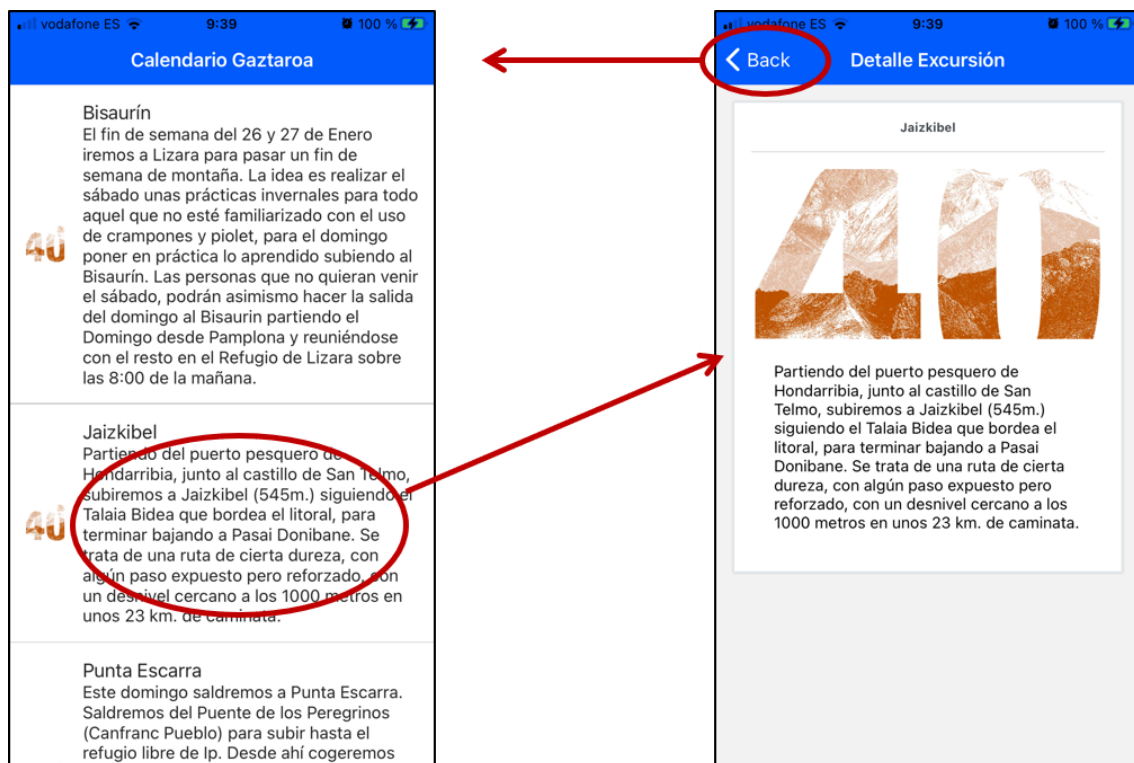 vodafone ES 9:39 100 %
Calendario Gaztaroa
Bisaurín
El fin de semana del 26 y 27 de Enero
iremos a Lizara para pasar un fin de
semana de montaña. La idea es realizar el
sábado unas prácticas invernales para todo
aquel que no esté familiarizado con el uso
de crampones y piolet, para el domingo
poner en práctica lo aprendido subiendo al
Bisaurín. Las personas que no quieran venir
el sábado, podrán asimismo hacer la salida
del domingo al Bisaurin partiendo el
Domingo desde Pamplona y reuniéndose
con el resto en el Refugio de Lizara sobre
las 8:00 de la mañana.
40
Jaizkibel
Partiendo del puerto pesquero de
Hondarribia, junto al castillo de San Telmo,
subiremos a Jaizkibel (545m.) siguiendo el
Talaia Bidea que bordea el litoral, para
terminar bajando a Pasai Donibane. Se
trata de una ruta de cierta dureza, con
algún paso expuesto pero reforzado, con
un desnivel cercano a los 1000 metros en
unos 23 km. de caminata.
40
Punta Escarra
Este domingo saldremos a Punta Escarra.
Saldremos del Puente de los Peregrinos
(Canfranc Pueblo) para subir hasta el
refugio libre de Ip. Desde ahí cogeremos
vodafone ES 9:39 100 %
Back Detalle Excursión
Jaizkibel
40
Partiendo del puerto pesquero de
Hondarribia, junto al castillo de San
Telmo, subiremos a Jaizkibel (545m.)
siguiendo el Talaia Bidea que bordea el
litoral, para terminar bajando a Pasai
Donibane. Se trata de una ruta de cierta
dureza, con algún paso expuesto pero
reforzado, con un desnivel cercano a los
1000 metros en unos 23 km. de caminata.